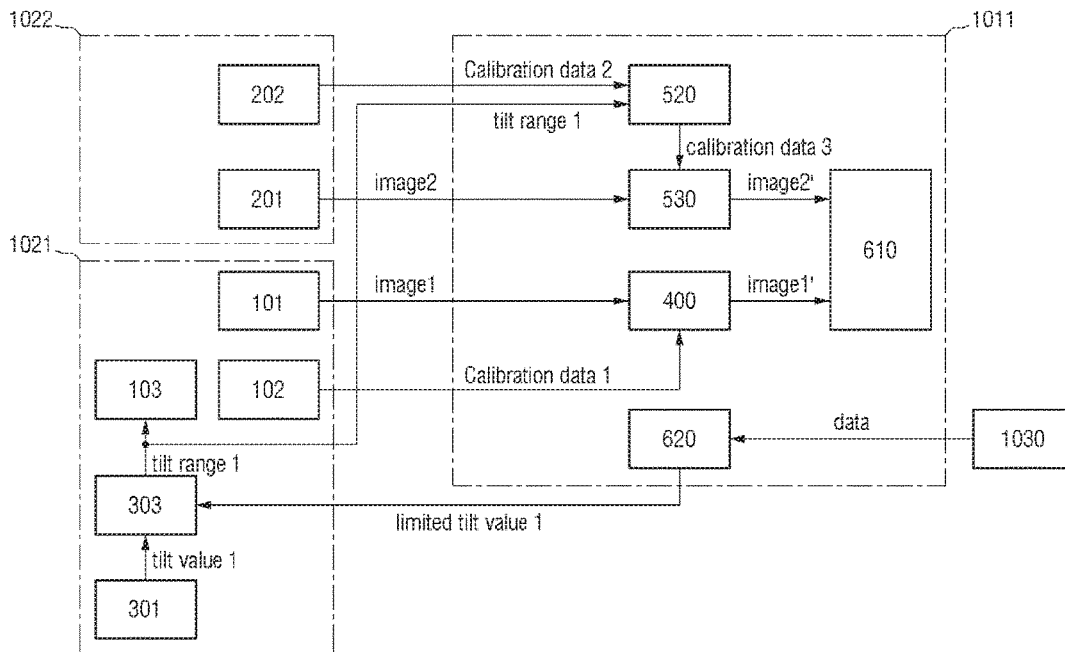 1022
1011
202
Calibration data 2
520
tilt range 1
calibration data 3
201
image2
530
image2'
610
1021
101
image1
400
image1'
103
102
Calibration data 1
620
data
1030
tilt range 1
303
limited tilt value 1
tilt value 1
301